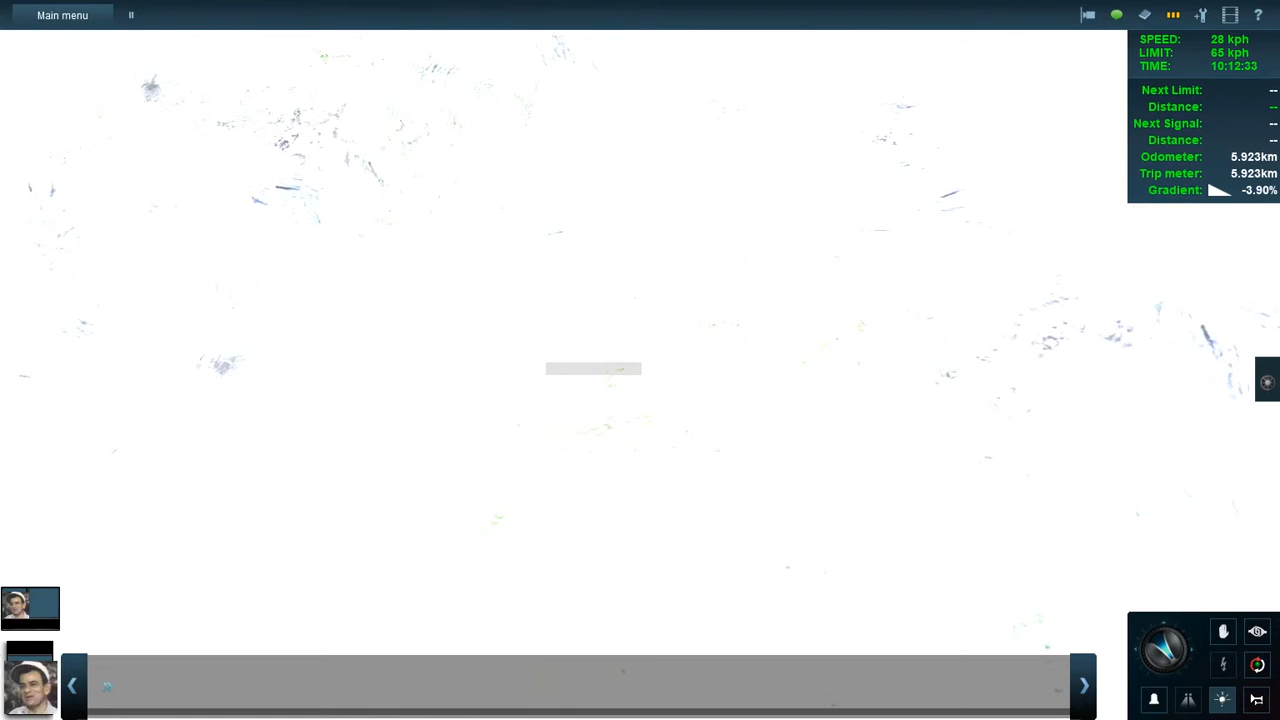 Main menu
?
SPEED: 28 kph
LIMIT: 65 kph
TIME: 10:12:33
Next Limit: --
Distance: --
Next Signal: --
Distance: --
Odometer: 5.923km
Trip meter: 5.923km
Gradient: -3.90%